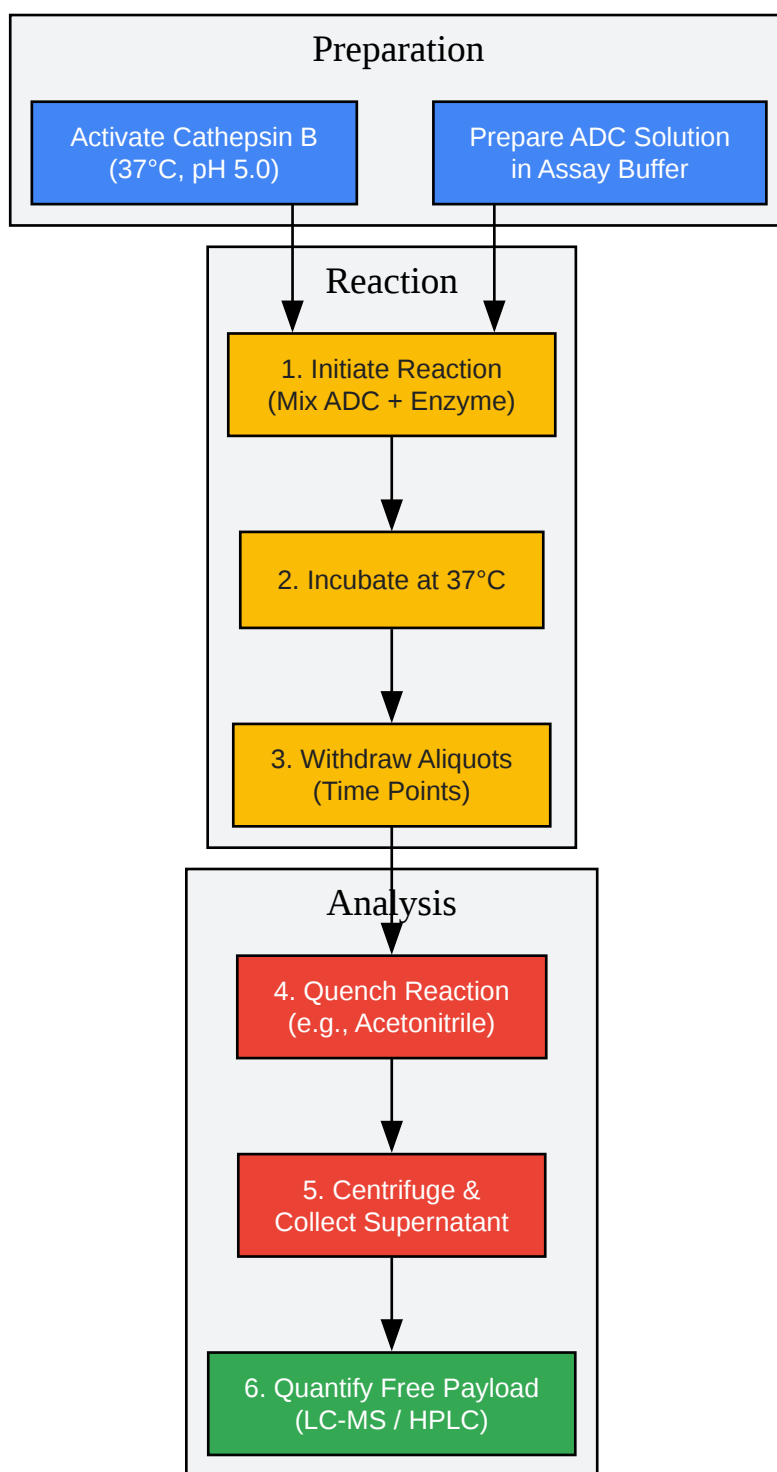 Preparation
Activate Cathepsin B
(37°C, pH 5.0)
Prepare ADC Solution
in Assay Buffer
Reaction
1. Initiate Reaction
(Mix ADC + Enzyme)
2. Incubate at 37°C
3. Withdraw Aliquots
(Time Points)
Analysis
4. Quench Reaction
(e.g., Acetonitrile)
5. Centrifuge &
Collect Supernatant
6. Quantify Free Payload
(LC-MS / HPLC)